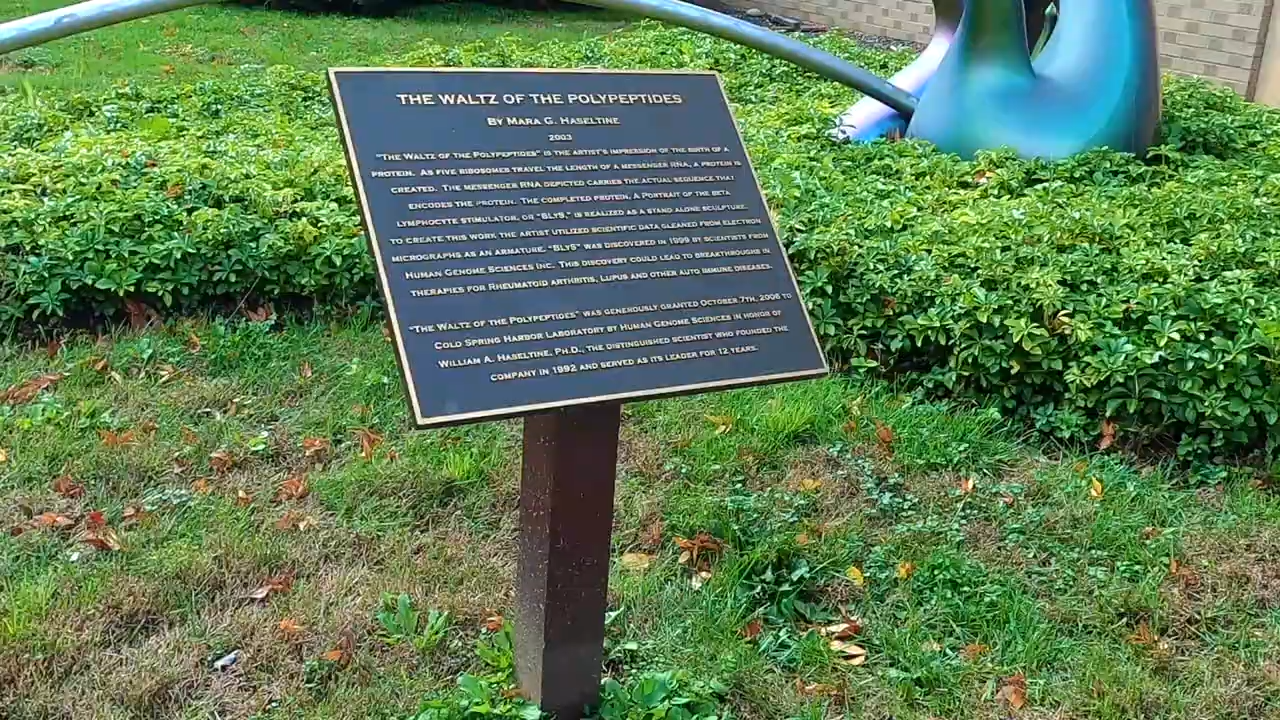 THE WALTZ OF THE POLYPEPTIDES
BY MARA G. HASELTINE
2003
"THE WALTZ OF THE POLYPEPTIDES" IS THE ARTIST'S IMPRESSION OF THE BIRTH OF A
PROTEIN. AS FIVE RIBOSOMES TRAVEL THE LENGTH OF A MESSENGER RNA, A PROTEIN IS
CREATED. THE MESSENGER RNA DEPICTED CARRIES THE ACTUAL SEQUENCE THAT
ENCODES THE PROTEIN. THE COMPLETED PROTEIN, A PORTRAIT OF THE BETA
LYMPHOCYTE STIMULATOR, OR "BLYS," IS REALIZED AS A STAND ALONE SCULPTURE.
TO CREATE THIS WORK THE ARTIST UTILIZED SCIENTIFIC DATA GLEANED FROM ELECTRON
MICROGRAPHS AS AN ARMATURE. "BLYS" WAS DISCOVERED IN 1999 BY SCIENTISTS FROM
HUMAN GENOME SCIENCES INC. THIS DISCOVERY COULD LEAD TO BREAKTHROUGHS IN
THERAPIES FOR RHEUMATOID ARTHRITIS, LUPUS AND OTHER AUTO IMMUNE DISEASES.
"THE WALTZ OF THE POLYPEPTIDES" WAS GENEROUSLY GRANTED OCTOBER 7TH, 2006 TO
COLD SPRING HARBOR LABORATORY BY HUMAN GENOME SCIENCES IN HONOR OF
WILLIAM A. HASELTINE, PH.D., THE DISTINGUISHED SCIENTIST WHO FOUNDED THE
COMPANY IN 1992 AND SERVED AS ITS LEADER FOR 12 YEARS.